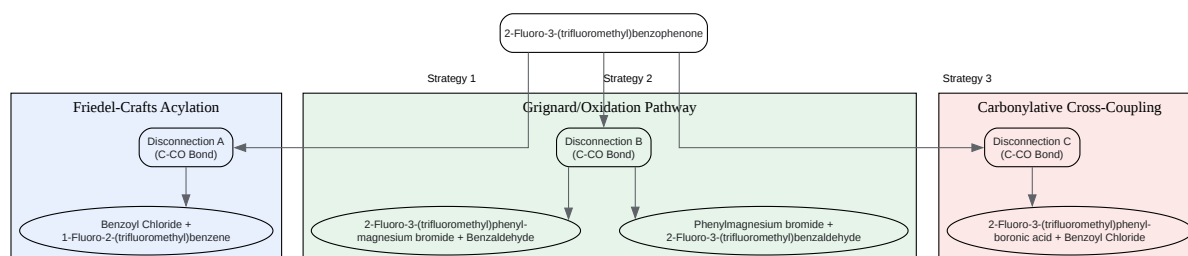 2-Fluoro-3-(trifluoromethyl)benzophenone
Strategy 1
Strategy 2
Strategy 3
Friedel-Crafts Acylation
Grignard/Oxidation Pathway
Carbonylative Cross-Coupling
Disconnection A
(C-CO Bond)
Disconnection B
(C-CO Bond)
Disconnection C
(C-CO Bond)
Benzoyl Chloride +
1-Fluoro-2-(trifluoromethyl)benzene
2-Fluoro-3-(trifluoromethyl)phenyl-
magnesium bromide + Benzaldehyde
Phenylmagnesium bromide +
2-Fluoro-3-(trifluoromethyl)benzaldehyde
2-Fluoro-3-(trifluoromethyl)phenyl-
boronic acid + Benzoyl Chloride